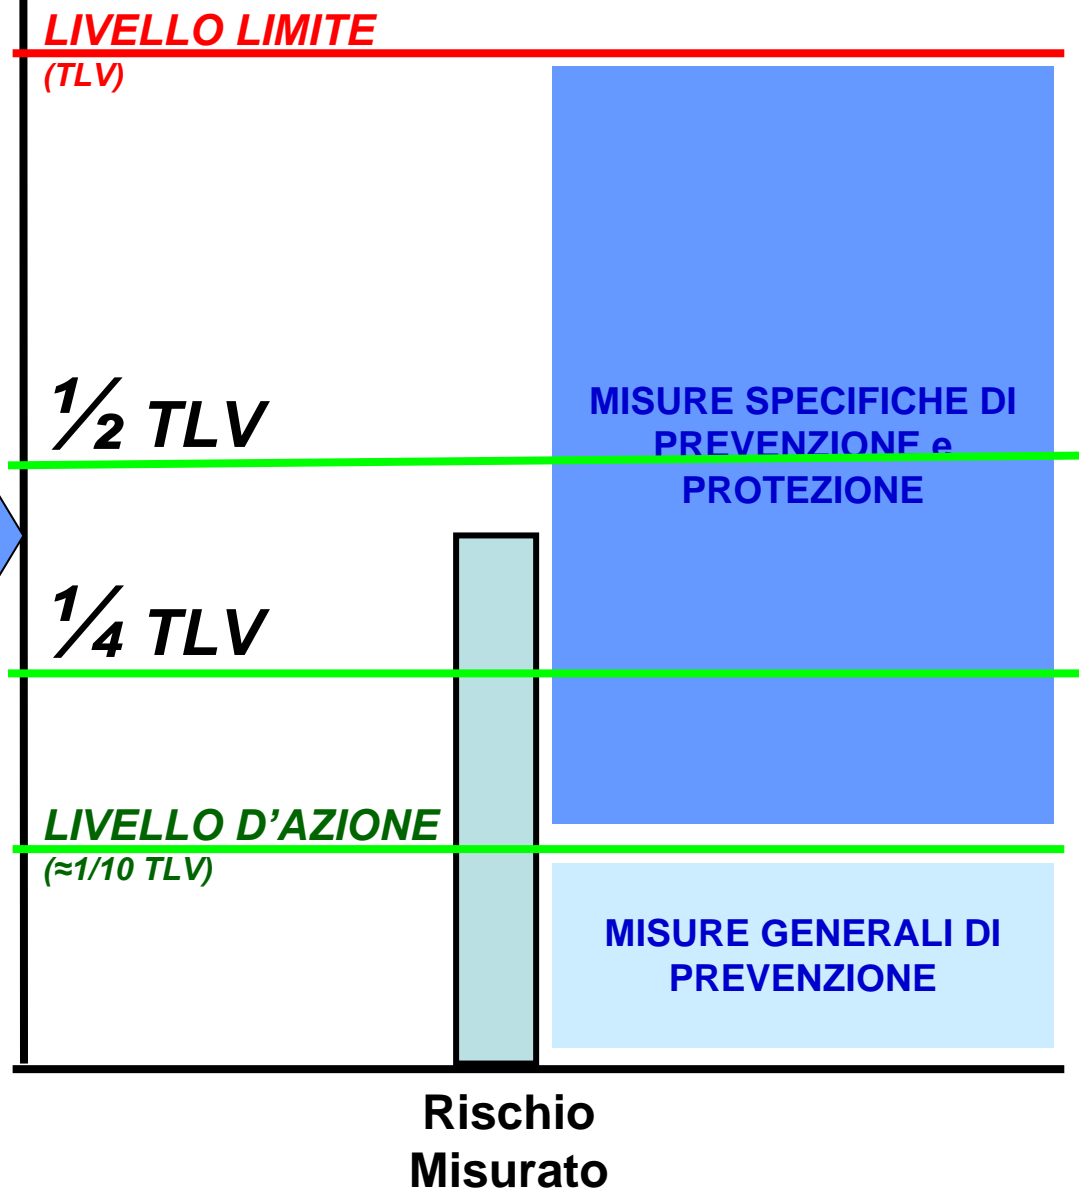 LIVELLO LIMITE
(TLV)
½ TLV
MISURE SPECIFICHE DI
PREVENZIONE e
PROTEZIONE
¼ TLV
LIVELLO D’AZIONE
(≈1/10 TLV)
MISURE GENERALI DI
PREVENZIONE
Rischio
Misurato